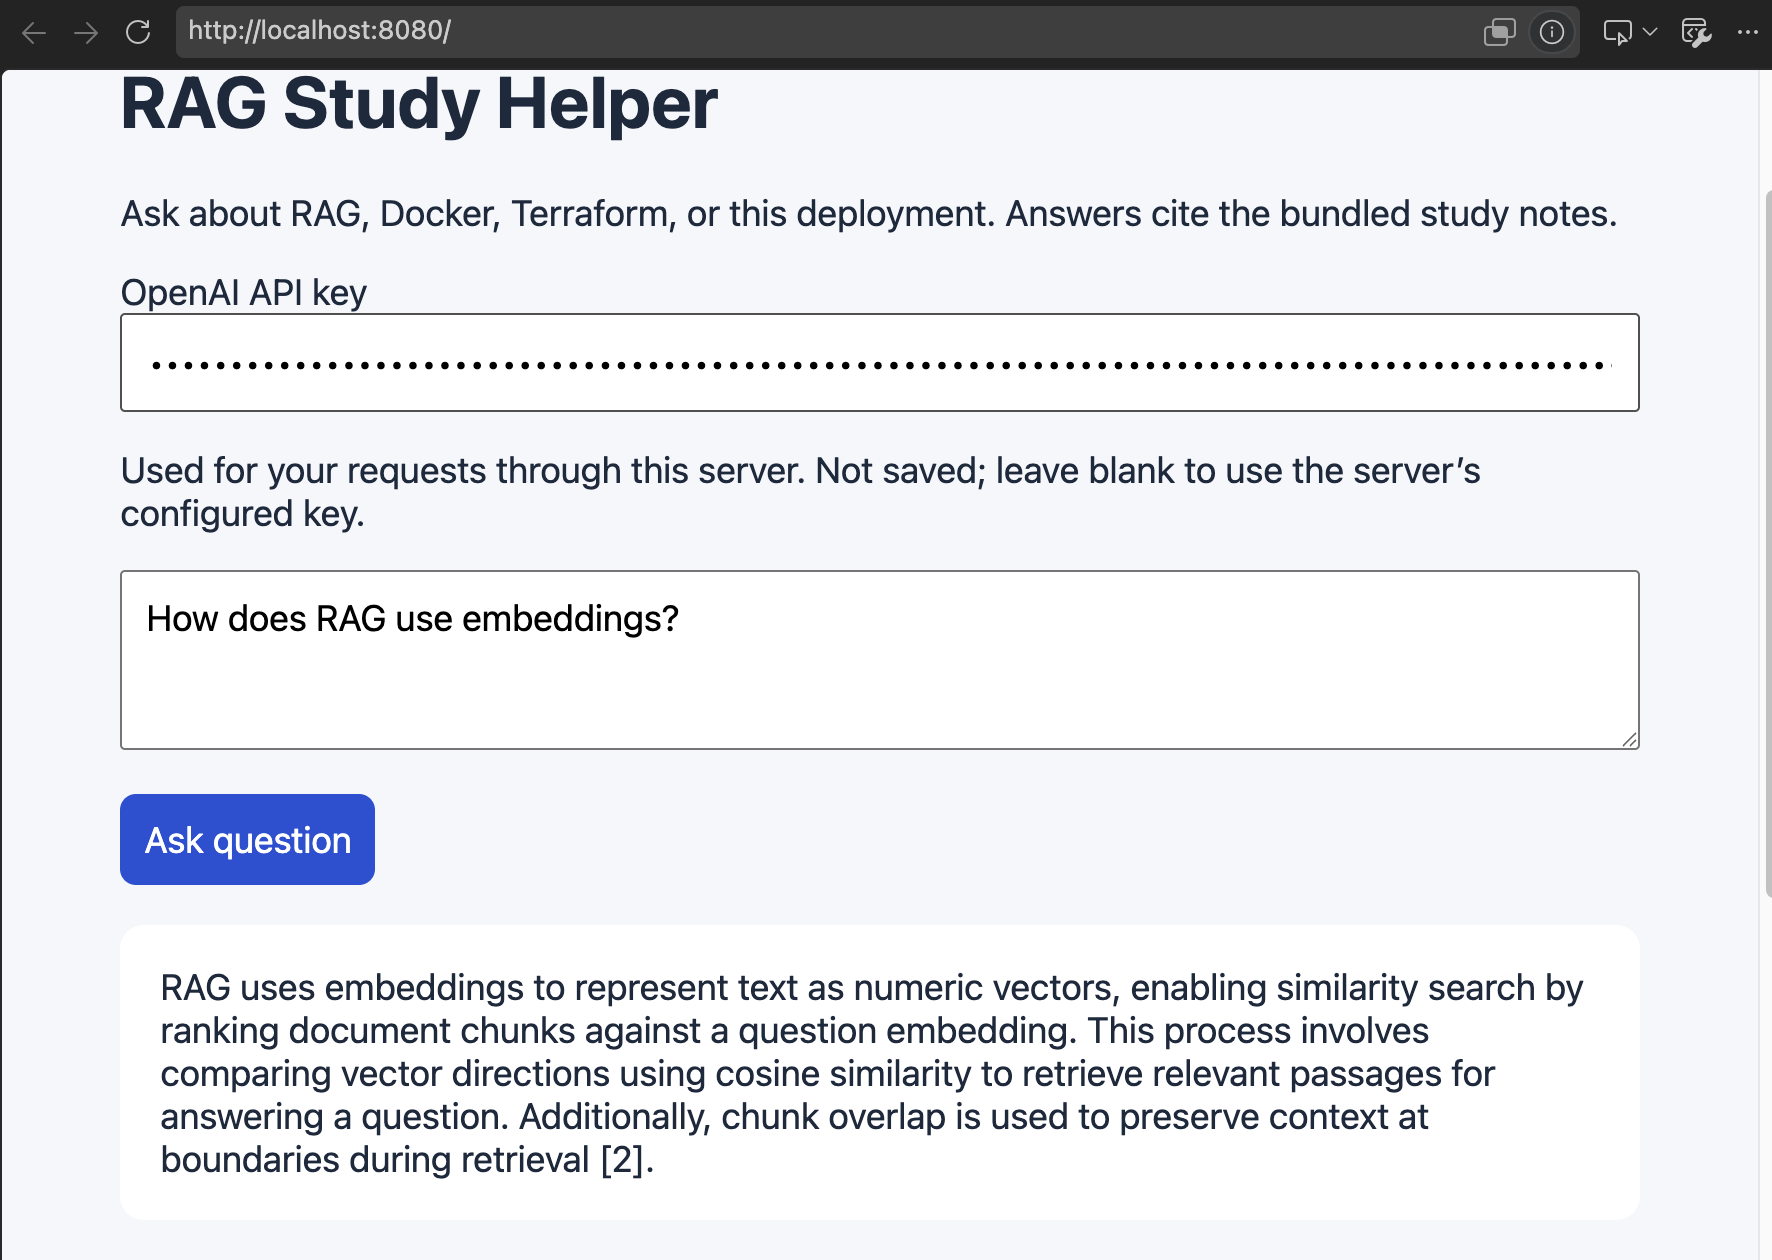 http://localhost:8080/
RAG Study Helper
Ask about RAG, Docker, Terraform, or this deployment. Answers cite the bundled study notes.
OpenAI API key
Used for your requests through this server. Not saved; leave blank to use the server’s
configured key.
How does RAG use embeddings?
Ask question
RAG uses embeddings to represent text as numeric vectors, enabling similarity search by
ranking document chunks against a question embedding. This process involves
comparing vector directions using cosine similarity to retrieve relevant passages for
answering a question. Additionally, chunk overlap is used to preserve context at
boundaries during retrieval [2].